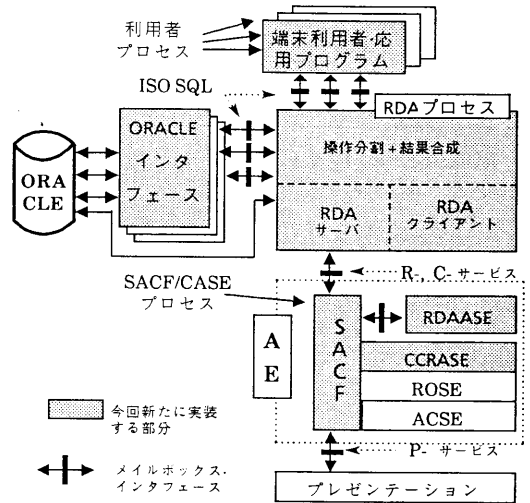 利用者
プロセス
端末利用者・応
用プログラム
ISO SQL
RDAプロセス
ORACLE
インタ
フェース
操作分割+結果合成
ORA
CLE
RDA
サーバ
RDA
クライアント
R-, C- サービス
SACF/CASE
プロセス
SACF
RDAASE
A
E
CCRASE
ROSE
ACSE
今回新たに実装
する部分
P- サービス
メイルボックス・
インタフェース
プレゼンテーション